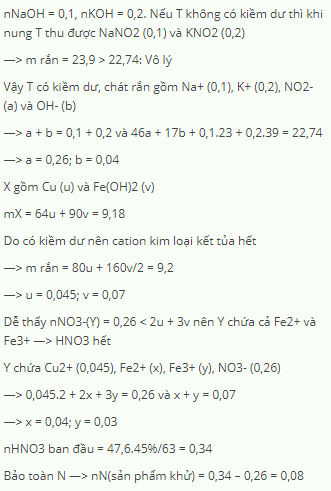 nNaOH = 0,1, nKOH = 0,2. Nếu T không có kiềm dư thì khi
nung T thu được NaNO2 (0,1) và KNO2 (0,2)
—> m rắn = 23,9 > 22,74: Vô lý
Vậy T có kiềm dư, chát rắn gồm Na+ (0,1), K+ (0,2), NO2-
(a) và OH- (b)
—> a + b = 0,1 + 0,2 và 46a + 17b + 0,1.23 + 0,2.39 = 22,74
—> a = 0,26; b = 0,04
X gồm Cu (u) và Fe(OH)2 (v)
mX = 64u + 90v = 9,18
Do có kiềm dư nên cation kim loại kết tủa hết
—> m rắn = 80u + 160v/2 = 9,2
—> u = 0,045; v = 0,07
Dễ thấy nNO3-(Y) = 0,26 < 2u + 3v nên Y chứa cả Fe2+ và
Fe3+ —> HNO3 hết
Y chứa Cu2+ (0,045), Fe2+ (x), Fe3+ (y), NO3- (0,26)
—> 0,045.2 + 2x + 3y = 0,26 và x + y = 0,07
—> x = 0,04; y = 0,03
nHNO3 ban đầu = 47,6.45%/63 = 0,34
Bảo toàn N —> nN(sản phẩm khử) = 0,34 – 0,26 = 0,08